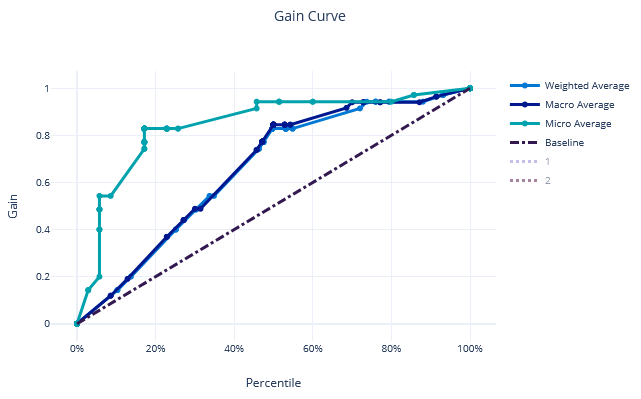 Gain Curve
Weighted Average
Macro Average
Micro Average
Baseline
1
2
Gain
1
0.8
0.6
0.4
0.2
0
0% 20% 40% 60% 80% 100%
Percentile